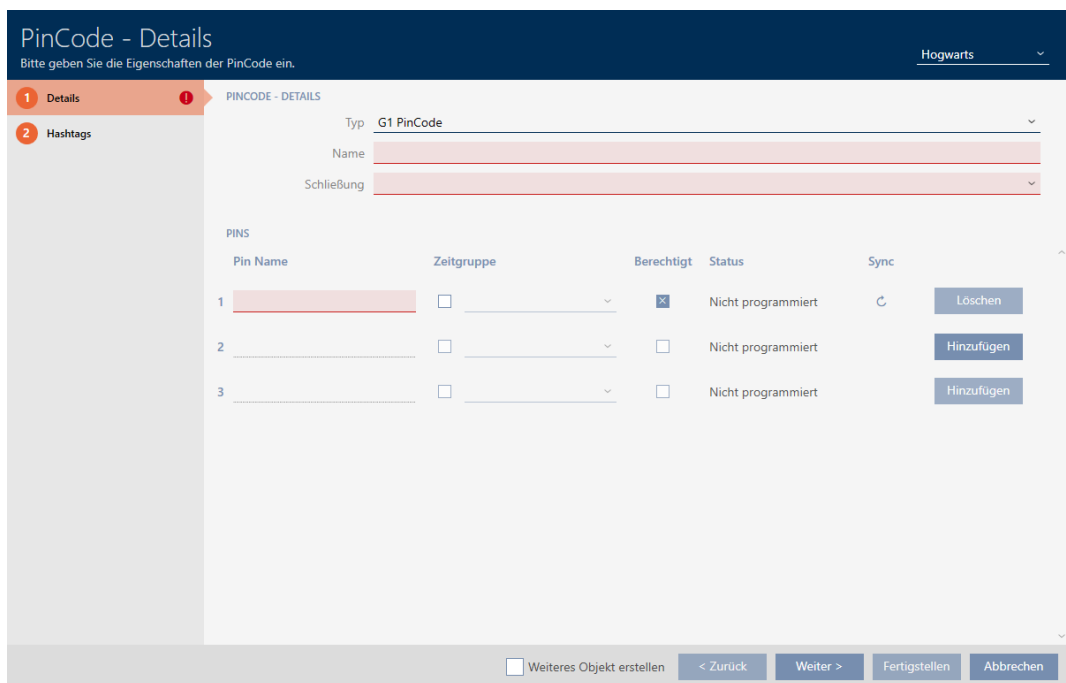 PinCode - Details
Bitte geben Sie die Eigenschaften der PinCode ein.
Hogwarts
1 Details !
2 Hashtags
PINCODE - DETAILS
Typ G1 PinCode
Name
Schließung
PINS
Pin Name Zeitgruppe Berechtigt Status Sync
1 Nicht programmiert Löschen
2 Nicht programmiert Hinzufügen
3 Nicht programmiert Hinzufügen
Weiteres Objekt erstellen < Zurück Weiter > Fertigstellen Abbrechen